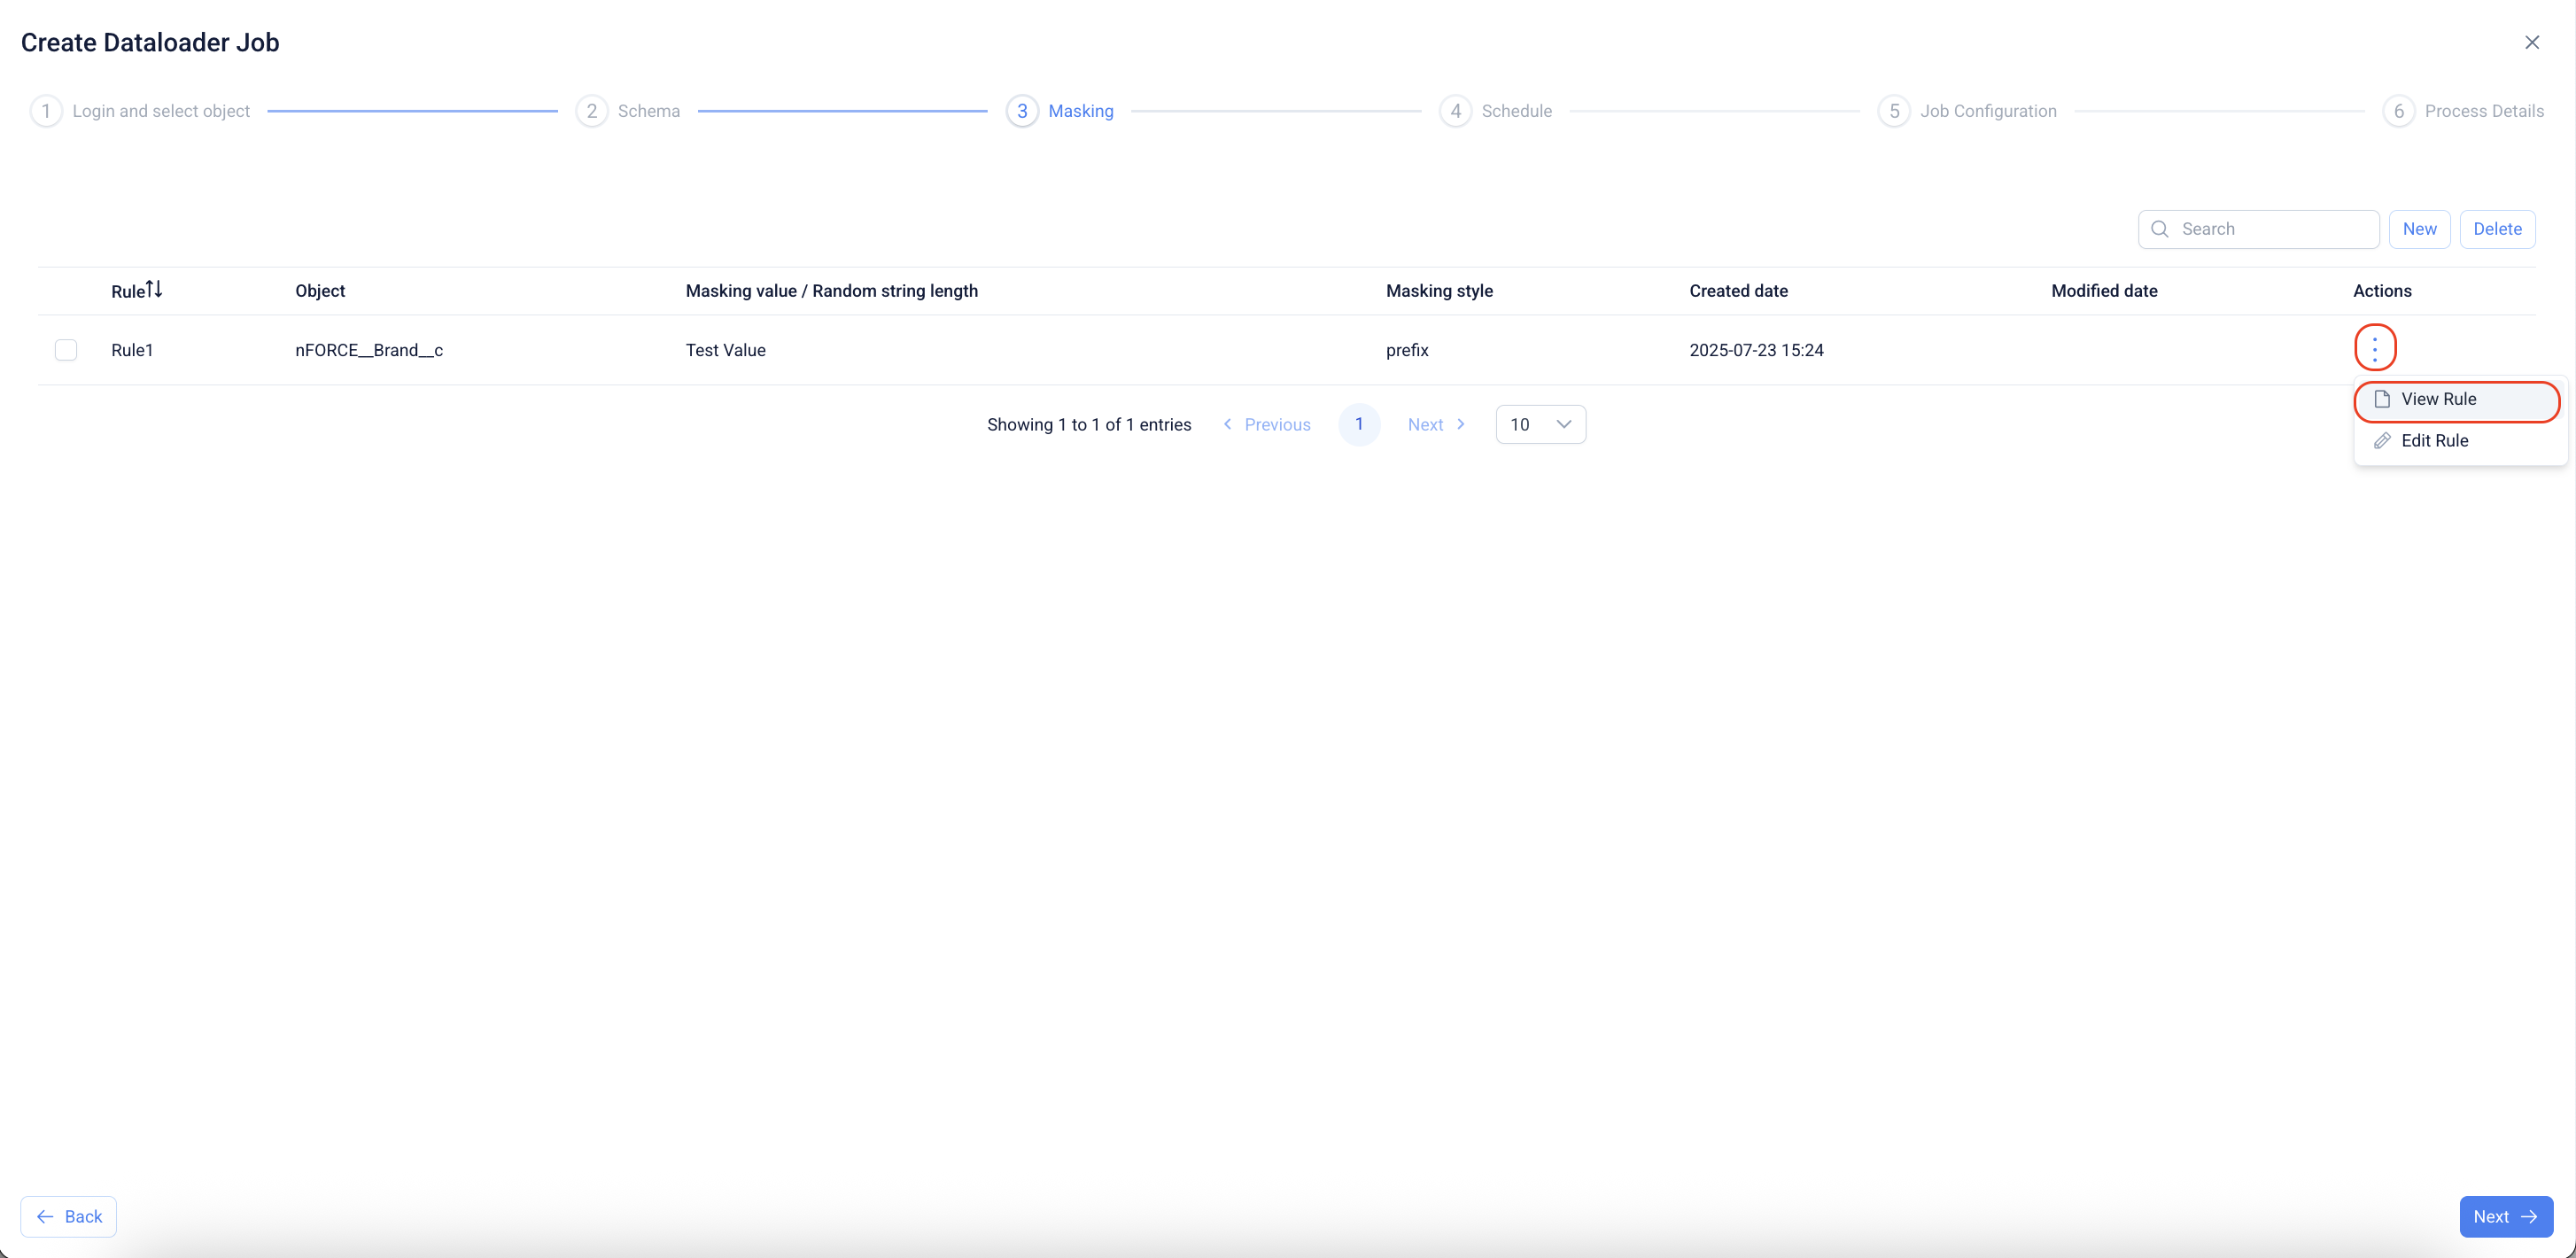 Create Dataloader Job
1 Login and select object 2 Schema 3 Masking 4 Schedule 5 Job Configuration 6 Process Details
Search New Delete
Rule Object Masking value / Random string length Masking style Created date Modified date Actions
Rule1 nFORCE__Brand__c Test Value prefix 2025-07-23 15:24
View Rule
Showing 1 to 1 of 1 entries Previous 1 Next 10
Edit Rule
Back Next